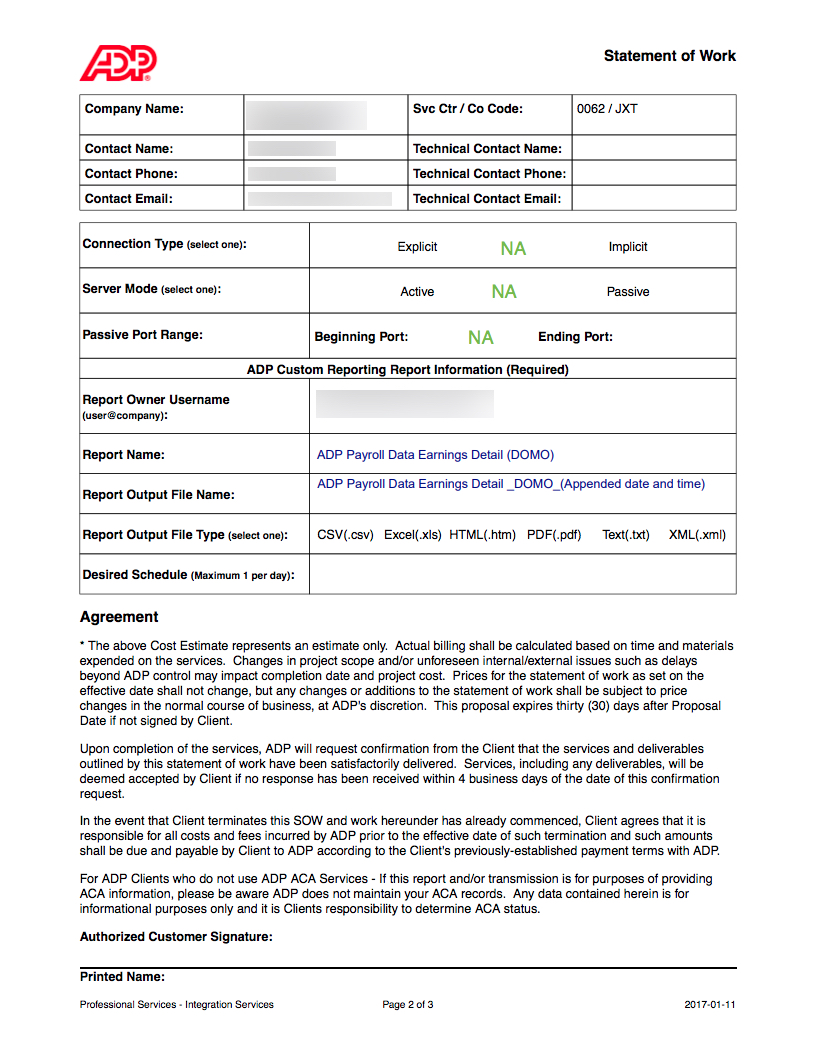 ADP
Statement of Work
Company Name: Svc Ctr / Co Code: 0062 / JXT
Contact Name: Technical Contact Name:
Contact Phone: Technical Contact Phone:
Contact Email: Technical Contact Email:
Connection Type (select one): Explicit NA Implicit
Server Mode (select one): Active NA Passive
Passive Port Range: Beginning Port: NA Ending Port:
ADP Custom Reporting Report Information (Required)
Report Owner Username
(user@company):
Report Name: ADP Payroll Data Earnings Detail (DOMO)
Report Output File Name: ADP Payroll Data Earnings Detail _DOMO_(Appended date and time)
Report Output File Type (select one): CSV(.csv) Excel(.xls) HTML(.htm) PDF(.pdf) Text(.txt) XML(.xml)
Desired Schedule (Maximum 1 per day):
Agreement
* The above Cost Estimate represents an estimate only. Actual billing shall be calculated based on time and materials
expended on the services. Changes in project scope and/or unforeseen internal/external issues such as delays
beyond ADP control may impact completion date and project cost. Prices for the statement of work as set on the
effective date shall not change, but any changes or additions to the statement of work shall be subject to price
changes in the normal course of business, at ADP's discretion. This proposal expires thirty (30) days after Proposal
Date if not signed by Client.
Upon completion of the services, ADP will request confirmation from the Client that the services and deliverables
outlined by this statement of work have been satisfactorily delivered. Services, including any deliverables, will be
deemed accepted by Client if no response has been received within 4 business days of the date of this confirmation
request.
In the event that Client terminates this SOW and work hereunder has already commenced, Client agrees that it is
responsible for all costs and fees incurred by ADP prior to the effective date of such termination and such amounts
shall be due and payable by Client to ADP according to the Client's previously-established payment terms with ADP.
For ADP Clients who do not use ADP ACA Services - If this report and/or transmission is for purposes of providing
ACA information, please be aware ADP does not maintain your ACA records. Any data contained herein is for
informational purposes only and it is Clients responsibility to determine ACA status.
Authorized Customer Signature:
Printed Name:
Professional Services - Integration Services Page 2 of 3 2017-01-11